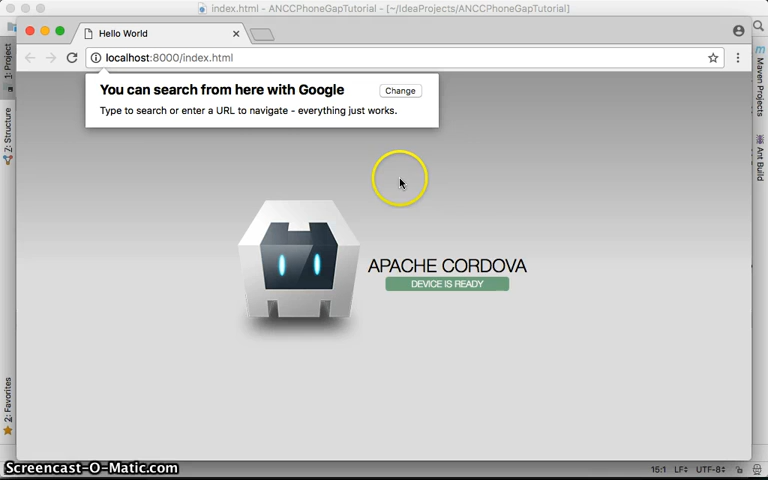 index.html - ANCCPhoneGapTutorial - [~/IdeaProjects/ANCCPhoneGapTutorial]
Hello World
localhost:8000/index.html
You can search from here with Google
Change
Type to search or enter a URL to navigate - everything just works.
1: Project
Z: Structure
2: Favorites
Maven Projects
Ant Build
APACHE CORDOVA
DEVICE IS READY
15:1 LF÷ UTF-8÷
Screencast-O-Matic.com